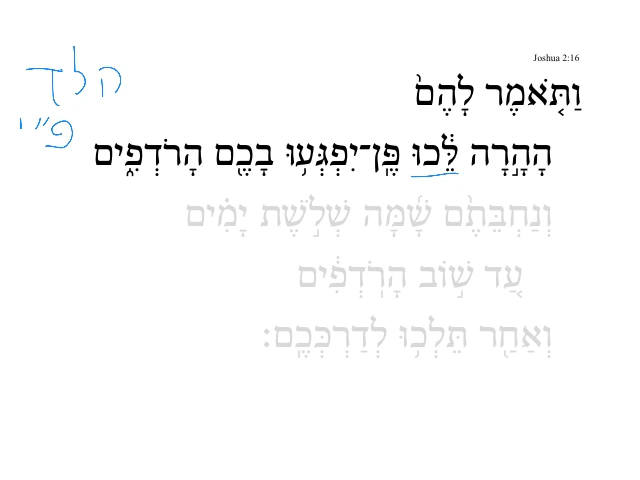 Joshua 2:16
הלך
פ״י
וַתֹּ֤אמֶר לָהֶם֙
הָהָ֣רָה לֵּ֔כוּ פֶּֽן־יִפְגְּע֥וּ בָכֶ֖ם הָרֹדְפִ֑ים
וְנַחְבֵּתֶ֨ם שָׁ֜מָּה שְׁלֹ֣שֶׁת יָמִ֗ים
עַ֚ד שׁ֣וֹב הָרֹֽדְפִ֔ים
וְאַחַ֖ר תֵּלְכ֥וּ לְדַרְכְּכֶֽם׃